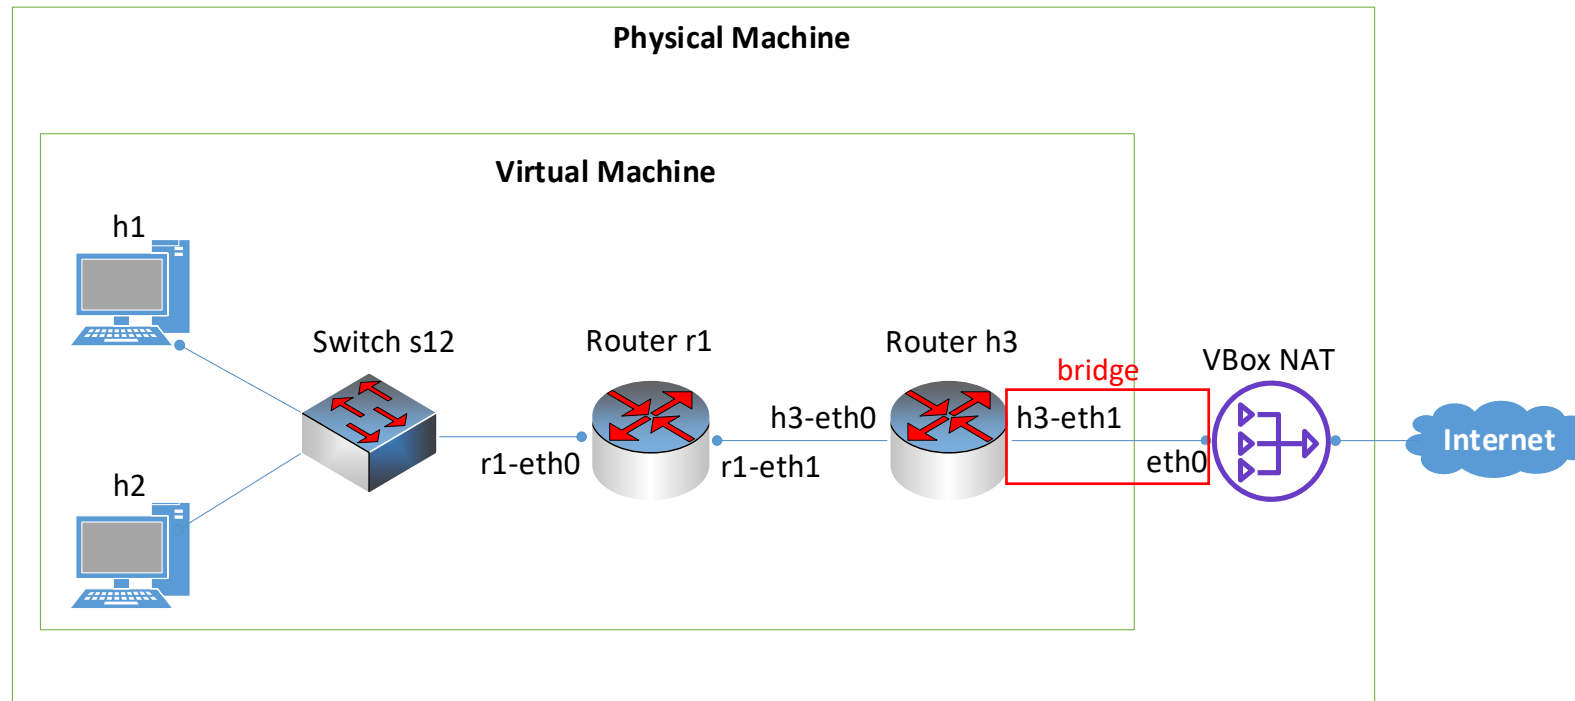 Physical Machine
Virtual Machine
h1
Switch s12
Router r1
Router h3
bridge
VBox NAT
h3-eth0
h3-eth1
Internet
r1-eth0
r1-eth1
eth0
h2